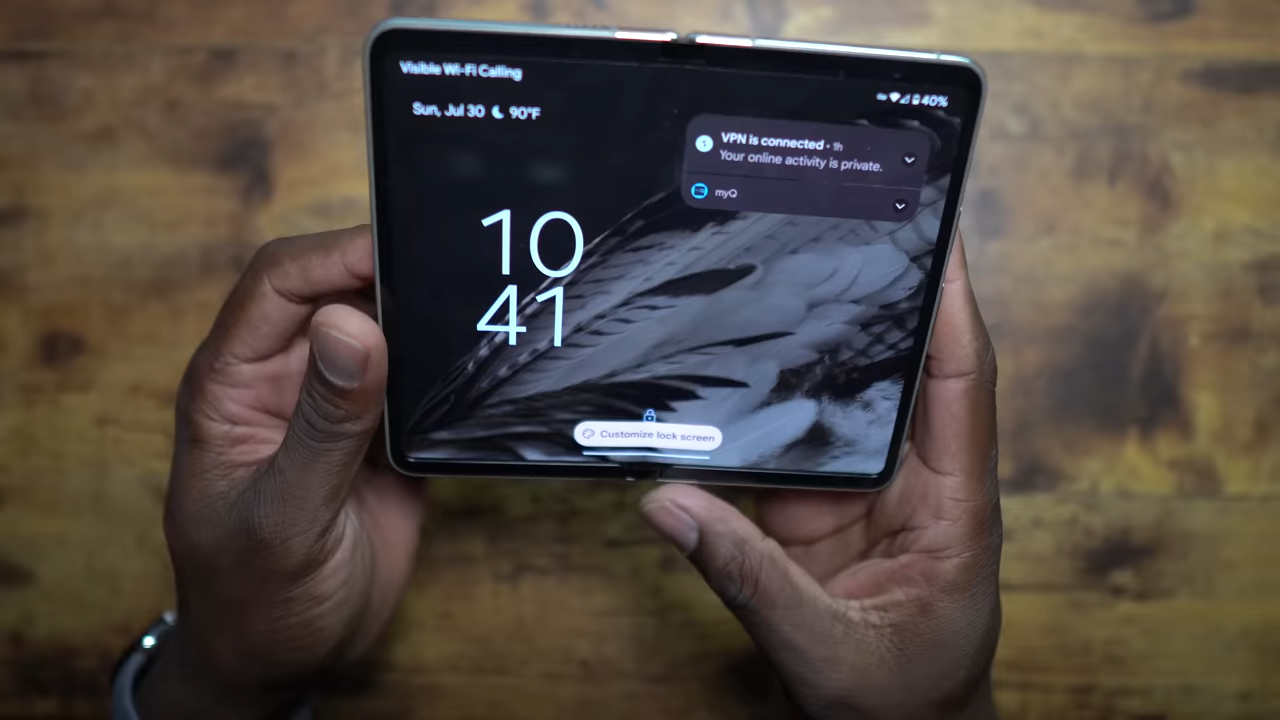 Visible Wi-Fi Calling
40%
Sun, Jul 30 90°F
VPN is connected • 1h
Your online activity is private.
myQ
10
41
Customize lock screen